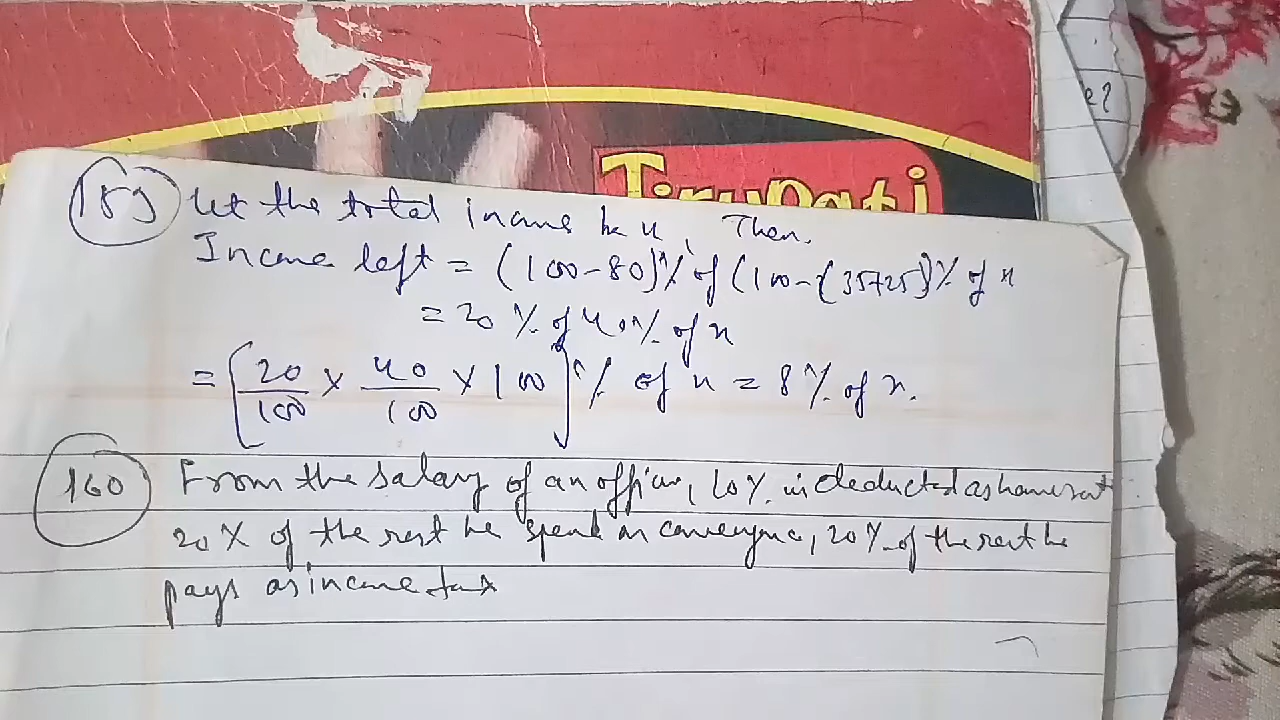 Tirupati
e?
159 Let the total income be x, Then.
Income left = (100-80)% of (100-(35+25))% of x
= 20 % of 40% of x
= [20/100 × 40/100 × 100]% of x = 8% of x.
160 From the salary of an officer, 10% is deducted as house rent
20% of the rest he spend on conveyance, 20% of the rest he
pays as income tax